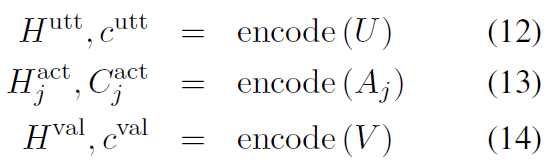 H^utt, c^utt = encode (U) (12)
H_j^act, C_j^act = encode (A_j) (13)
H^val, c^val = encode (V) (14)